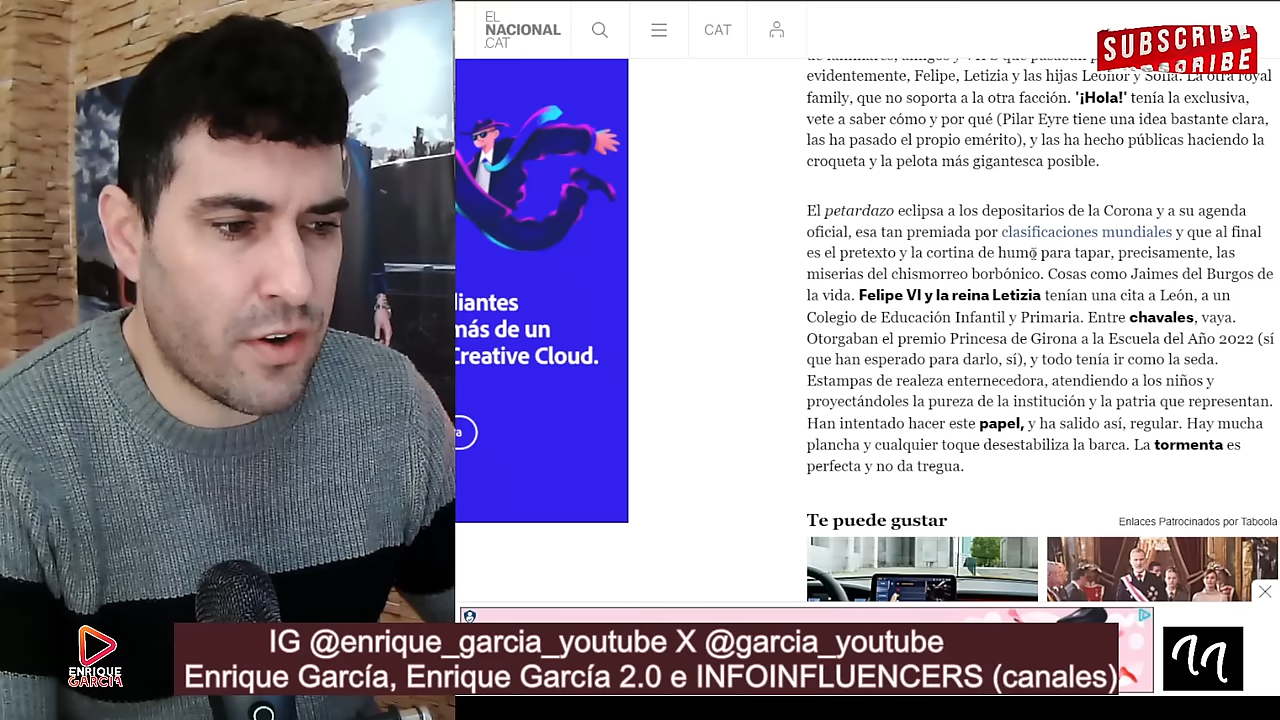 EL
NACIONAL
.CAT
CAT
SUBSCRIBE
evidentemente, Felipe, Letizia y las hijas Leonor y Sofía. La otra royal
family, que no soporta a la otra facción. '¡Hola!' tenía la exclusiva,
vete a saber cómo y por qué (Pilar Eyre tiene una idea bastante clara,
las ha pasado el propio emérito), y las ha hecho públicas haciendo la
croqueta y la pelota más gigantesca posible.
El petardazo eclipsa a los depositarios de la Corona y a su agenda
oficial, esa tan premiada por clasificaciones mundiales y que al final
es el pretexto y la cortina de humo para tapar, precisamente, las
miserias del chismorreo borbónico. Cosas como Jaimes del Burgos de
la vida. Felipe VI y la reina Letizia tenían una cita a León, a un
Colegio de Educación Infantil y Primaria. Entre chavales, vaya.
Otorgaban el premio Princesa de Girona a la Escuela del Año 2022 (sí
que han esperado para darlo, sí), y todo tenía ir como la seda.
Estampas de realeza enternecedora, atendiendo a los niños y
proyectándoles la pureza de la institución y la patria que representan.
Han intentado hacer este papel, y ha salido así, regular. Hay mucha
plancha y cualquier toque desestabiliza la barca. La tormenta es
perfecta y no da tregua.
diantes
más de un
Creative Cloud.
a
Te puede gustar
Enlaces Patrocinados por Taboola
IG @enrique_garcia_youtube X @garcia_youtube
Enrique García, Enrique García 2.0 e INFOINFLUENCERS (canales)
ENRIQUE
GARCÍA